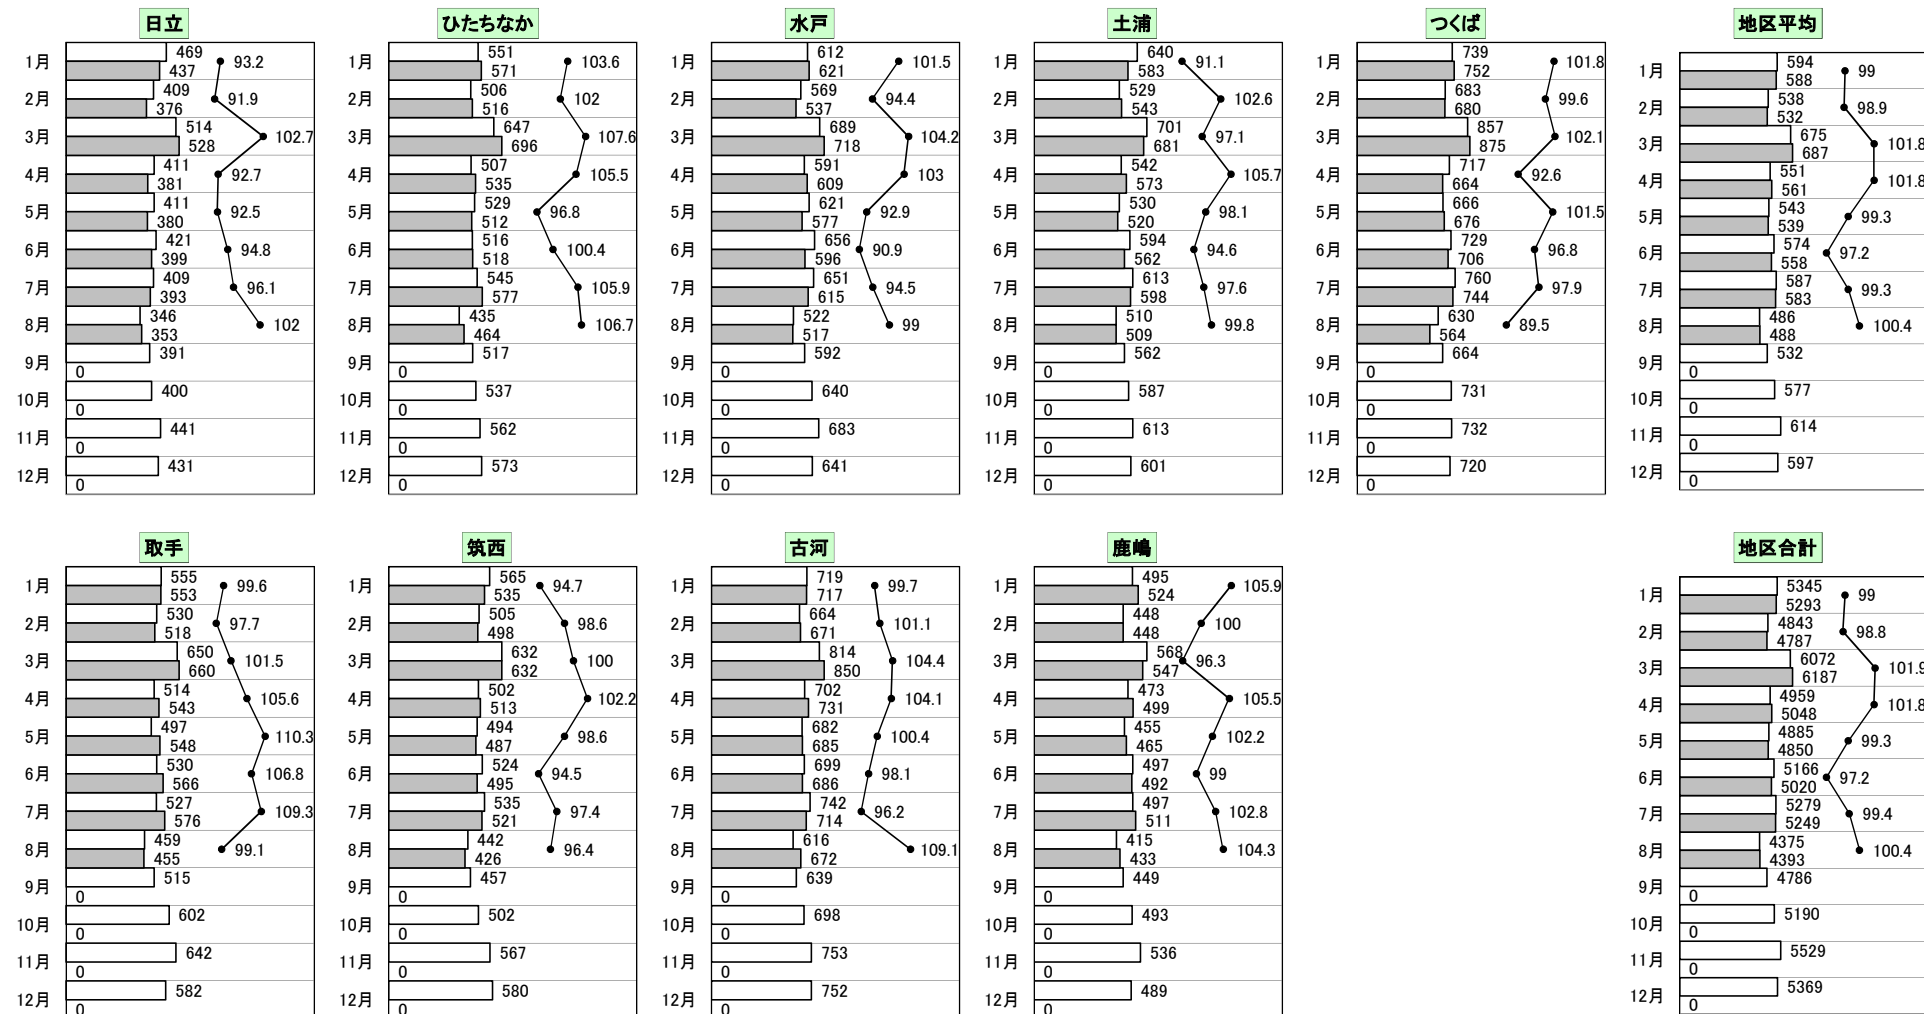 日立
1月 469 437 93.2
2月 409 376 91.9
3月 514 528 102.7
4月 411 381 92.7
5月 411 380 92.5
6月 421 399 94.8
7月 409 393 96.1
8月 346 353 102
9月 391 0
10月 400 0
11月 441 0
12月 431 0
ひたちなか
1月 551 571 103.6
2月 506 516 102
3月 647 696 107.6
4月 507 535 105.5
5月 529 512 96.8
6月 516 518 100.4
7月 545 577 105.9
8月 435 464 106.7
9月 517 0
10月 537 0
11月 562 0
12月 573 0
水戸
1月 612 621 101.5
2月 569 537 94.4
3月 689 718 104.2
4月 591 609 103
5月 621 577 92.9
6月 656 596 90.9
7月 651 615 94.5
8月 522 517 99
9月 592 0
10月 640 0
11月 683 0
12月 641 0
土浦
1月 640 583 91.1
2月 529 543 102.6
3月 701 681 97.1
4月 542 573 105.7
5月 530 520 98.1
6月 594 562 94.6
7月 613 598 97.6
8月 510 509 99.8
9月 562 0
10月 587 0
11月 613 0
12月 601 0
つくば
1月 739 752 101.8
2月 683 680 99.6
3月 857 875 102.1
4月 717 664 92.6
5月 666 676 101.5
6月 729 706 96.8
7月 760 744 97.9
8月 630 564 89.5
9月 664 0
10月 731 0
11月 732 0
12月 720 0
地区平均
1月 594 588 99
2月 538 532 98.9
3月 675 687 101.8
4月 551 561 101.8
5月 543 539 99.3
6月 574 558 97.2
7月 587 583 99.3
8月 486 488 100.4
9月 532 0
10月 577 0
11月 614 0
12月 597 0
取手
1月 555 553 99.6
2月 530 518 97.7
3月 650 660 101.5
4月 514 543 105.6
5月 497 548 110.3
6月 530 566 106.8
7月 527 576 109.3
8月 459 455 99.1
9月 515 0
10月 602 0
11月 642 0
12月 582 0
筑西
1月 565 535 94.7
2月 505 498 98.6
3月 632 632 100
4月 502 513 102.2
5月 494 487 98.6
6月 524 495 94.5
7月 535 521 97.4
8月 442 426 96.4
9月 457 0
10月 502 0
11月 567 0
12月 580 0
古河
1月 719 717 99.7
2月 664 671 101.1
3月 814 850 104.4
4月 702 731 104.1
5月 682 685 100.4
6月 699 686 98.1
7月 742 714 96.2
8月 616 672 109.1
9月 639 0
10月 698 0
11月 753 0
12月 752 0
鹿嶋
1月 495 524 105.9
2月 448 448 100
3月 568 547 96.3
4月 473 499 105.5
5月 455 465 102.2
6月 497 492 99
7月 497 511 102.8
8月 415 433 104.3
9月 449 0
10月 493 0
11月 536 0
12月 489 0
地区合計
1月 5345 5293 99
2月 4843 4787 98.8
3月 6072 6187 101.9
4月 4959 5048 101.8
5月 4885 4850 99.3
6月 5166 5020 97.2
7月 5279 5249 99.4
8月 4375 4393 100.4
9月 4786 0
10月 5190 0
11月 5529 0
12月 5369 0